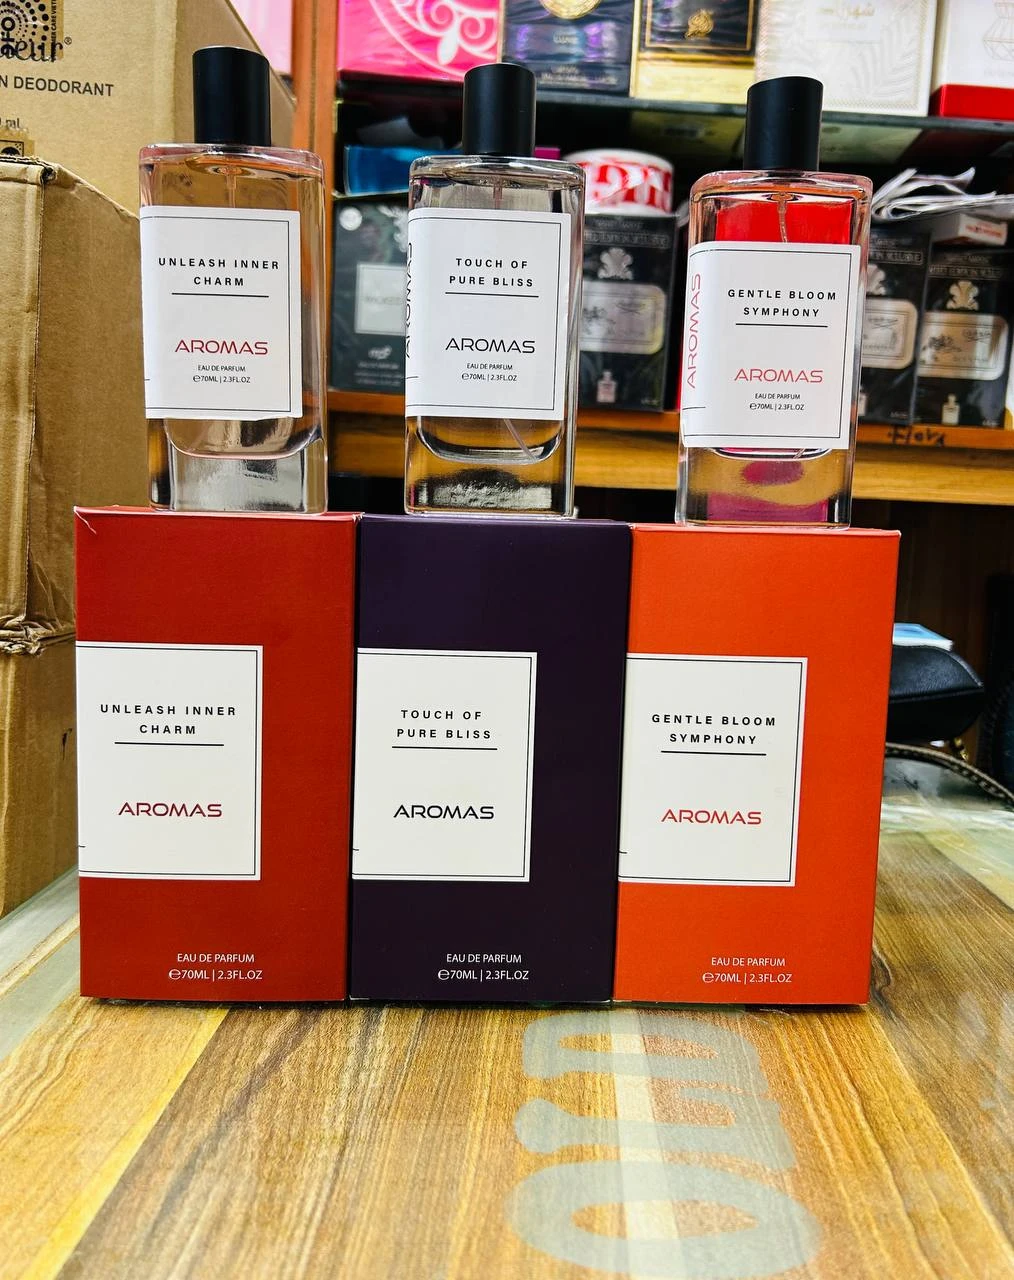 N DEODORANT
UNLEASH INNER
CHARM
AROMAS
EAU DE PARFUM
℮70ML | 2.3FL.OZ
AROMAS
TOUCH OF
PURE BLISS
AROMAS
EAU DE PARFUM
℮70ML | 2.3FL.OZ
AROMAS
GENTLE BLOOM
SYMPHONY
AROMAS
EAU DE PARFUM
℮70ML | 2.3FL.OZ
UNLEASH INNER
CHARM
AROMAS
EAU DE PARFUM
℮70ML | 2.3FL.OZ
TOUCH OF
PURE BLISS
AROMAS
EAU DE PARFUM
℮70ML | 2.3FL.OZ
GENTLE BLOOM
SYMPHONY
AROMAS
EAU DE PARFUM
℮70ML | 2.3FL.OZ
OLD